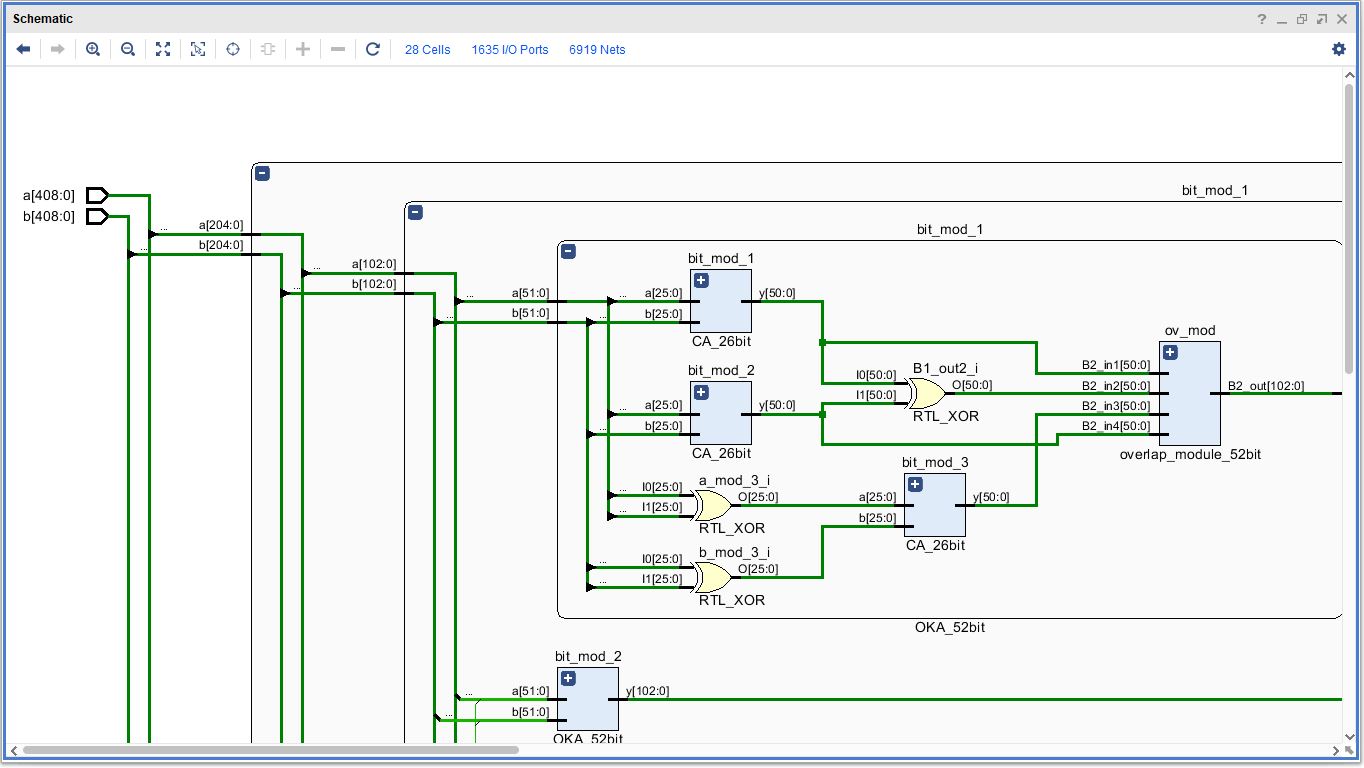 Schematic
28 Cells 1635 I/O Ports 6919 Nets
bit_mod_1
a[408:0]
b[408:0]
... a[204:0]
... b[204:0]
bit_mod_1
... a[102:0]
... b[102:0]
bit_mod_1
... a[51:0]
... b[51:0]
... a[25:0] y[50:0]
... b[25:0]
CA_26bit
bit_mod_2
... a[25:0] y[50:0]
... b[25:0]
CA_26bit
B1_out2_i
I0[50:0] O[50:0]
I1[50:0]
RTL_XOR
ov_mod
B2_in1[50:0]
B2_in2[50:0] B2_out[102:0]
B2_in3[50:0]
B2_in4[50:0]
overlap_module_52bit
a_mod_3_i
... I0[25:0] O[25:0]
... I1[25:0]
RTL_XOR
bit_mod_3
a[25:0] y[50:0]
b[25:0]
CA_26bit
b_mod_3_i
... I0[25:0] O[25:0]
... I1[25:0]
RTL_XOR
OKA_52bit
bit_mod_2
... a[51:0] y[102:0]
... b[51:0]
OKA_52bit